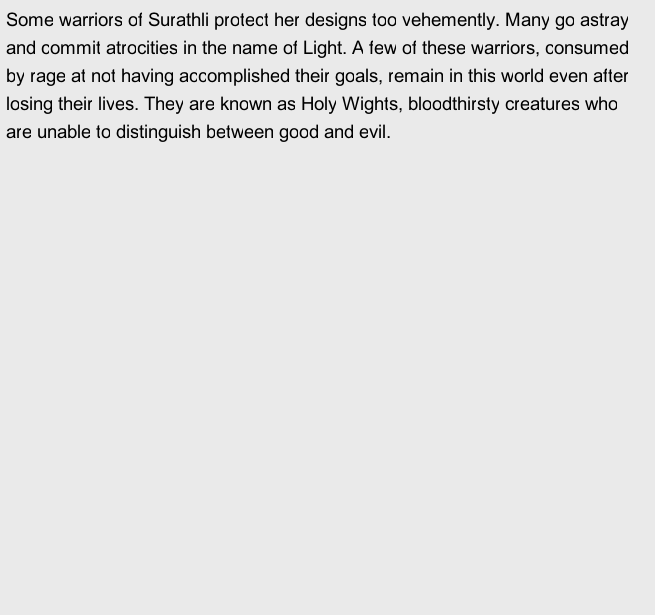 Some warriors of Surathli protect her designs too vehemently. Many go astray
and commit atrocities in the name of Light. A few of these warriors, consumed
by rage at not having accomplished their goals, remain in this world even after
losing their lives. They are known as Holy Wights, bloodthirsty creatures who
are unable to distinguish between good and evil.